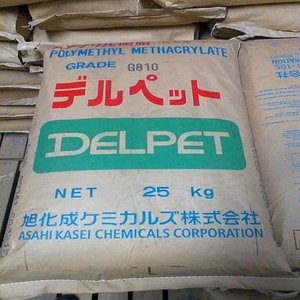 POLYMETHYL METHACRYLATE
GRADE G810
デルペット
DELPET
NET 25 kg
旭化成ケミカルズ株式会社
ASAHI KASEI CHEMICALS CORPORATION